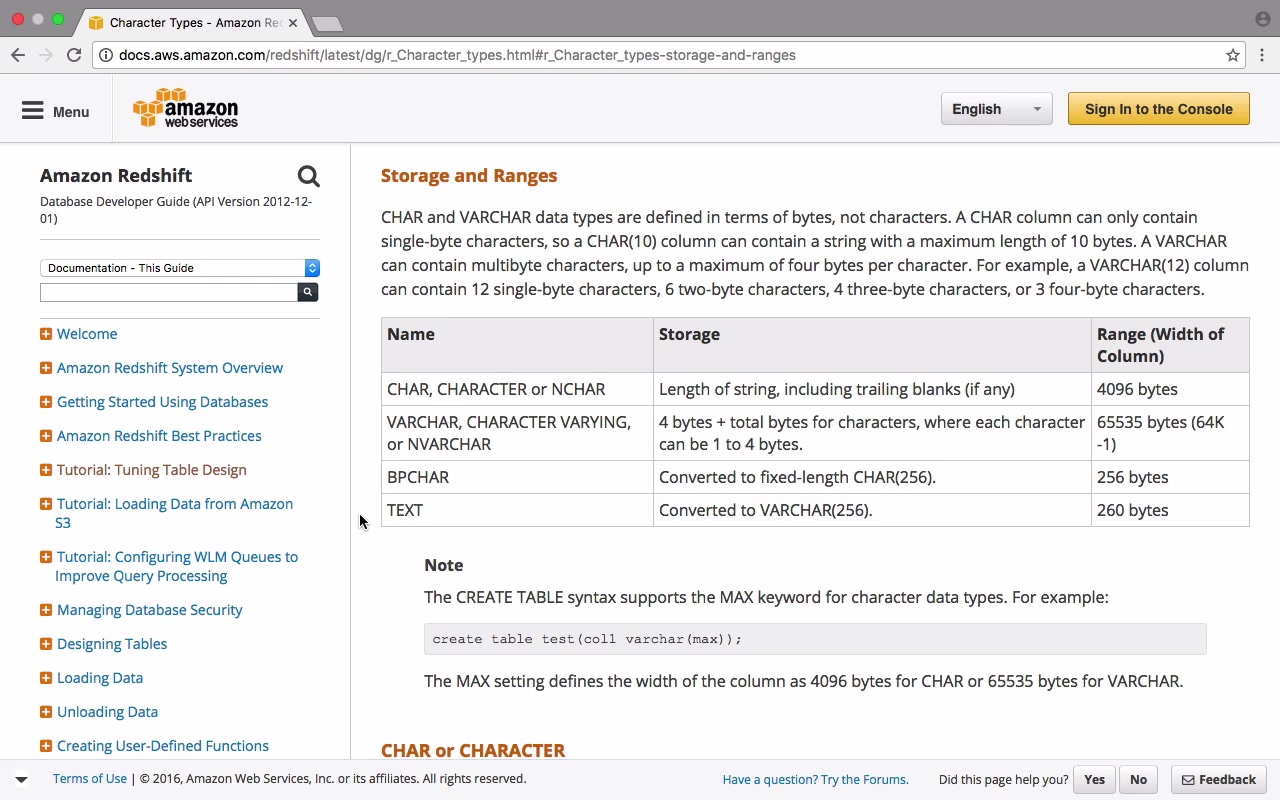 Character Types - Amazon Re
docs.aws.amazon.com/redshift/latest/dg/r_Character_types.html#r_Character_types-storage-and-ranges
Menu
amazon
web services
English
Sign In to the Console
Amazon Redshift
Database Developer Guide (API Version 2012-12-
01)
Documentation - This Guide
Welcome
Amazon Redshift System Overview
Getting Started Using Databases
Amazon Redshift Best Practices
Tutorial: Tuning Table Design
Tutorial: Loading Data from Amazon
S3
Tutorial: Configuring WLM Queues to
Improve Query Processing
Managing Database Security
Designing Tables
Loading Data
Unloading Data
Creating User-Defined Functions
Storage and Ranges
CHAR and VARCHAR data types are defined in terms of bytes, not characters. A CHAR column can only contain
single-byte characters, so a CHAR(10) column can contain a string with a maximum length of 10 bytes. A VARCHAR
can contain multibyte characters, up to a maximum of four bytes per character. For example, a VARCHAR(12) column
can contain 12 single-byte characters, 6 two-byte characters, 4 three-byte characters, or 3 four-byte characters.
Name Storage Range (Width of
Column)
CHAR, CHARACTER or NCHAR Length of string, including trailing blanks (if any) 4096 bytes
VARCHAR, CHARACTER VARYING, 4 bytes + total bytes for characters, where each character 65535 bytes (64K
or NVARCHAR can be 1 to 4 bytes. -1)
BPCHAR Converted to fixed-length CHAR(256). 256 bytes
TEXT Converted to VARCHAR(256). 260 bytes
Note
The CREATE TABLE syntax supports the MAX keyword for character data types. For example:
create table test(col1 varchar(max));
The MAX setting defines the width of the column as 4096 bytes for CHAR or 65535 bytes for VARCHAR.
CHAR or CHARACTER
Terms of Use | © 2016, Amazon Web Services, Inc. or its affiliates. All rights reserved.
Have a question? Try the Forums. Did this page help you? Yes No Feedback